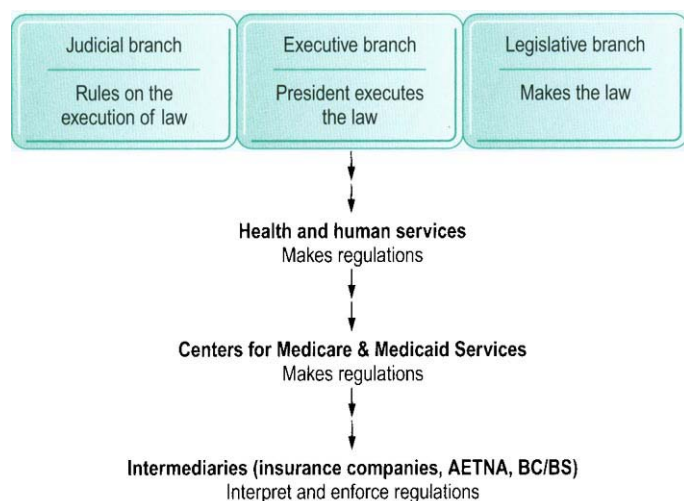 Judicial branch
Rules on the
execution of law
Executive branch
President executes
the law
Legislative branch
Makes the law
Health and human services
Makes regulations
Centers for Medicare & Medicaid Services
Makes regulations
Intermediaries (insurance companies, AETNA, BC/BS)
Interpret and enforce regulations